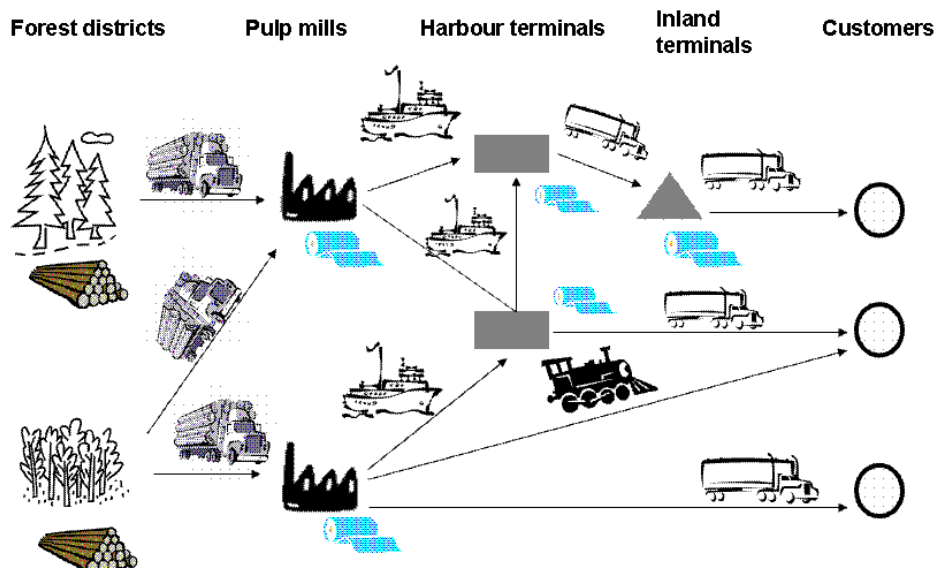 Forest districts
Pulp mills
Harbour terminals
Inland
terminals
Customers